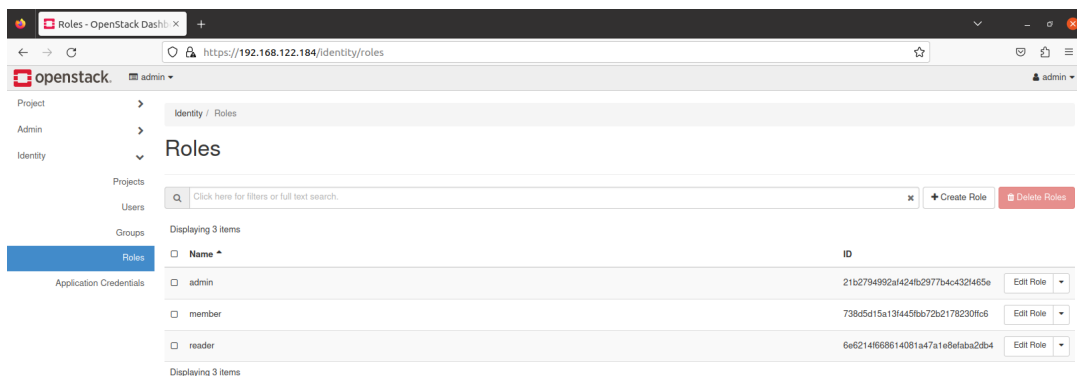 Roles - OpenStack Dashb
https://192.168.122.184/identity/roles
openstack. admin admin
Project
Identity / Roles
Admin
Identity
Roles
Projects
Click here for filters or full text search. + Create Role Delete Roles
Users
Groups
Displaying 3 items
Roles
Name ID
Application Credentials
admin 21b2794992af424fb2977b4c432f465e Edit Role
member 738d5d15a13f445fbb72b2178230ffc6 Edit Role
reader 6e6214f668614081a47a1e8efaba2db4 Edit Role
Displaying 3 items